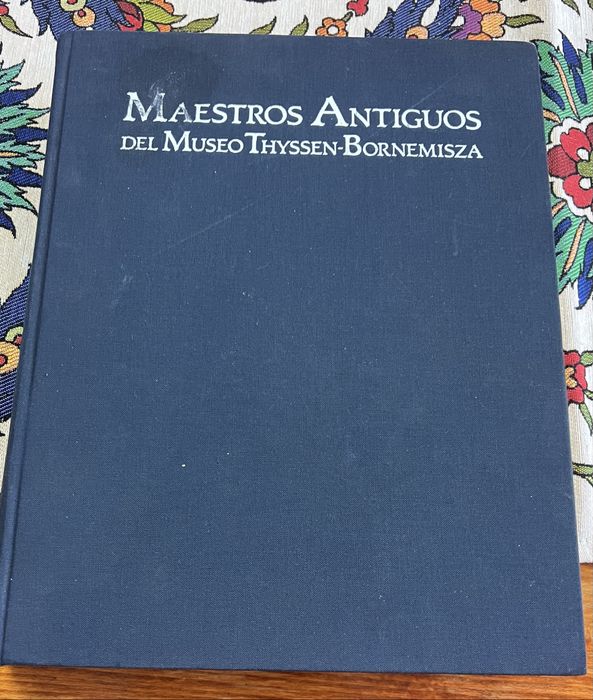 MAESTROS ANTIGUOS
DEL MUSEO THYSSEN-BORNEMISZA